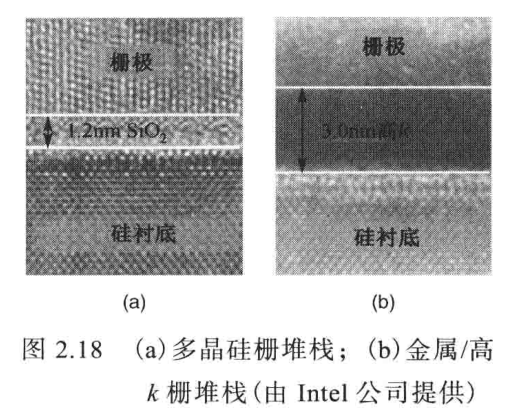 栅极
1.2nm SiO₂
硅衬底
(a)
栅极
3.0nm高k
硅衬底
(b)
图 2.18 (a)多晶硅栅堆栈；(b)金属/高
k 栅堆栈(由 Intel 公司提供)